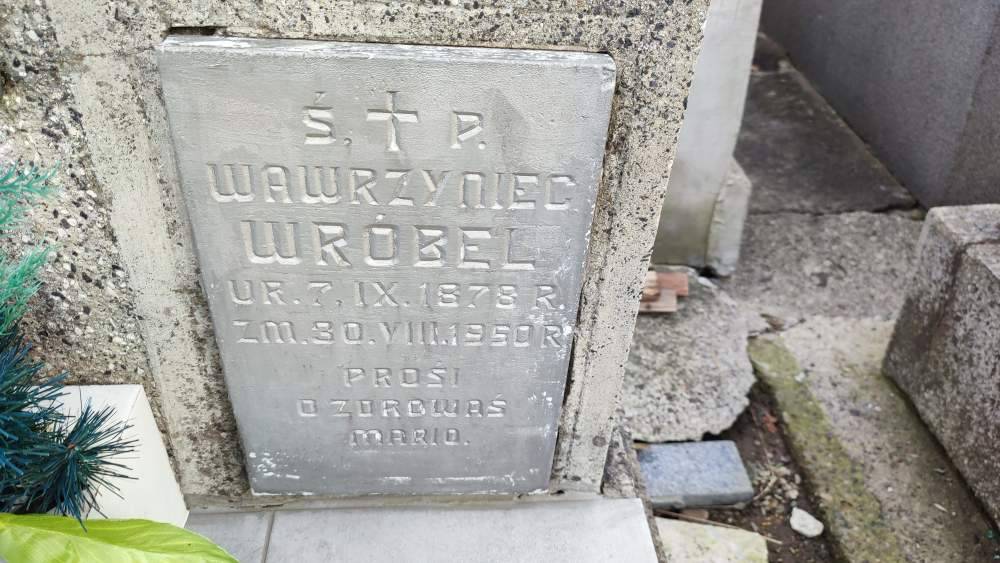 Ś. † P.
WAWRZYNIEC
WRÓBEL
UR. 7. IX. 1878 R.
ZM. 30. VIII. 1950 R.
PROSI
O ZDROWAŚ
MARIO.